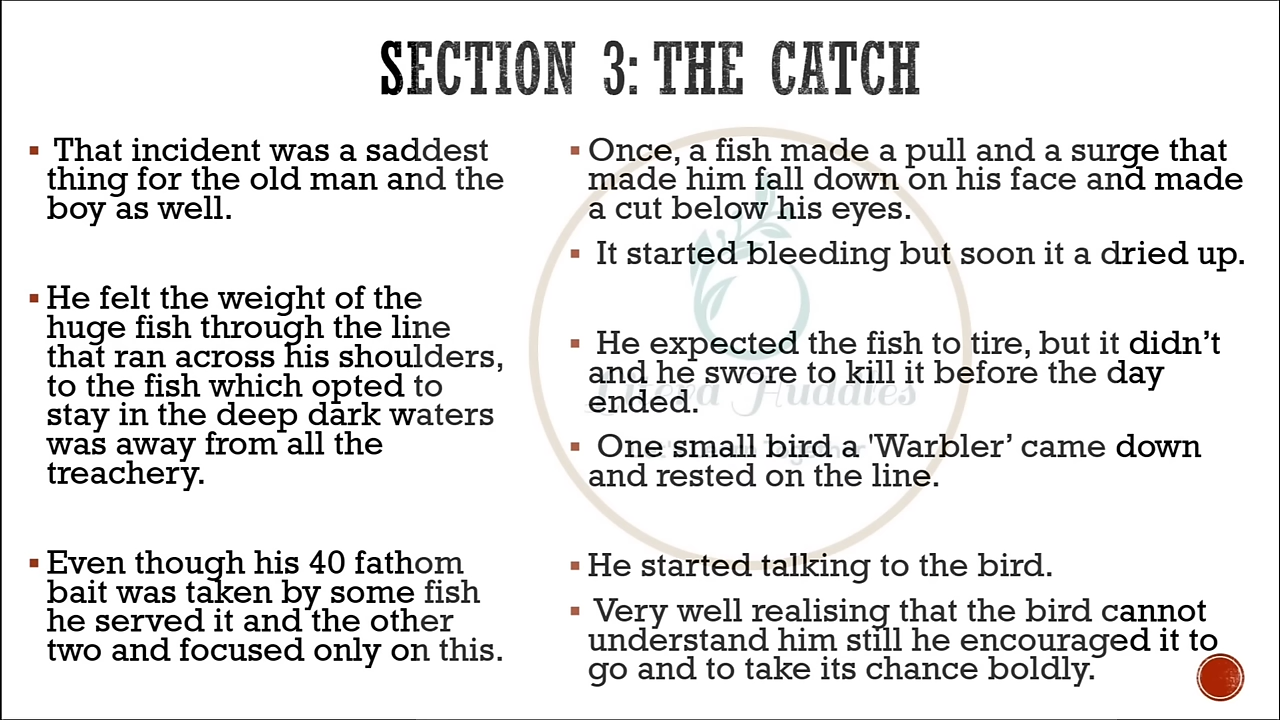 SECTION 3: THE CATCH
▪ That incident was a saddest
thing for the old man and the
boy as well.
▪ He felt the weight of the
huge fish through the line
that ran across his shoulders,
to the fish which opted to
stay in the deep dark waters
was away from all the
treachery.
▪ Even though his 40 fathom
bait was taken by some fish
he served it and the other
two and focused only on this.
▪ Once, a fish made a pull and a surge that
made him fall down on his face and made
a cut below his eyes.
▪ It started bleeding but soon it a dried up.
▪ He expected the fish to tire, but it didn’t
and he swore to kill it before the day
ended.
▪ One small bird a 'Warbler’ came down
and rested on the line.
▪ He started talking to the bird.
▪ Very well realising that the bird cannot
understand him still he encouraged it to
go and to take its chance boldly.
Huddles